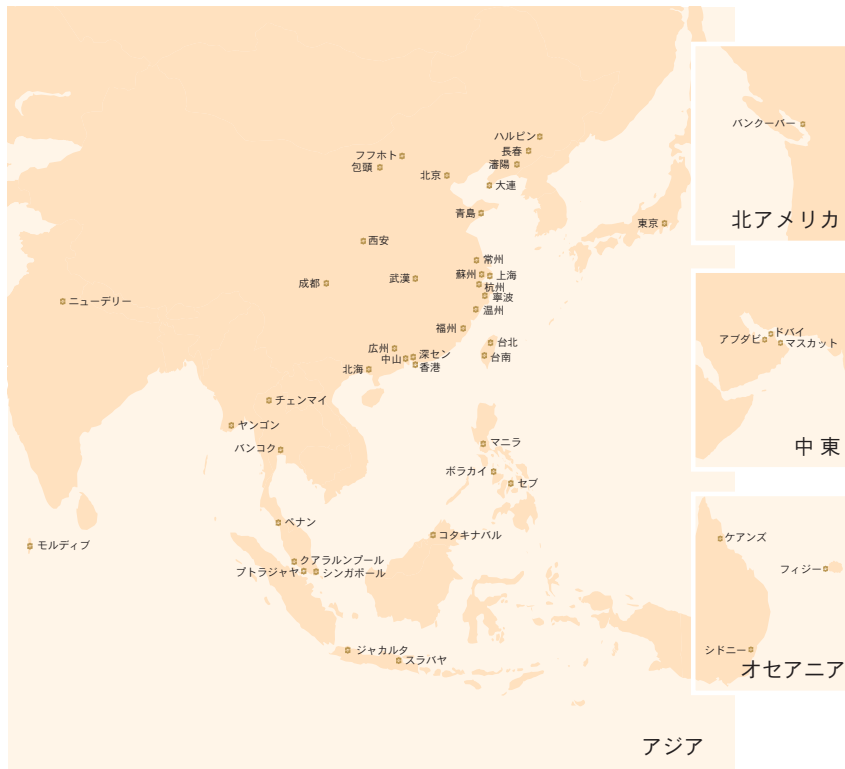 ハルビン
長春
フフホト
瀋陽
包頭
北京
大連
青島
東京
西安
常州
蘇州
上海
成都
武漢
杭州
寧波
ニューデリー
温州
福州
台北
広州
深セン
台南
中山
香港
北海
チェンマイ
ヤンゴン
マニラ
バンコク
ボラカイ
セブ
ペナン
コタキナバル
モルディブ
クアラルンプール
プトラジャヤ
シンガポール
ジャカルタ
スラバヤ
アジア
バンクーバー
北アメリカ
ドバイ
アブダビ
マスカット
中 東
ケアンズ
フィジー
シドニー
オセアニア